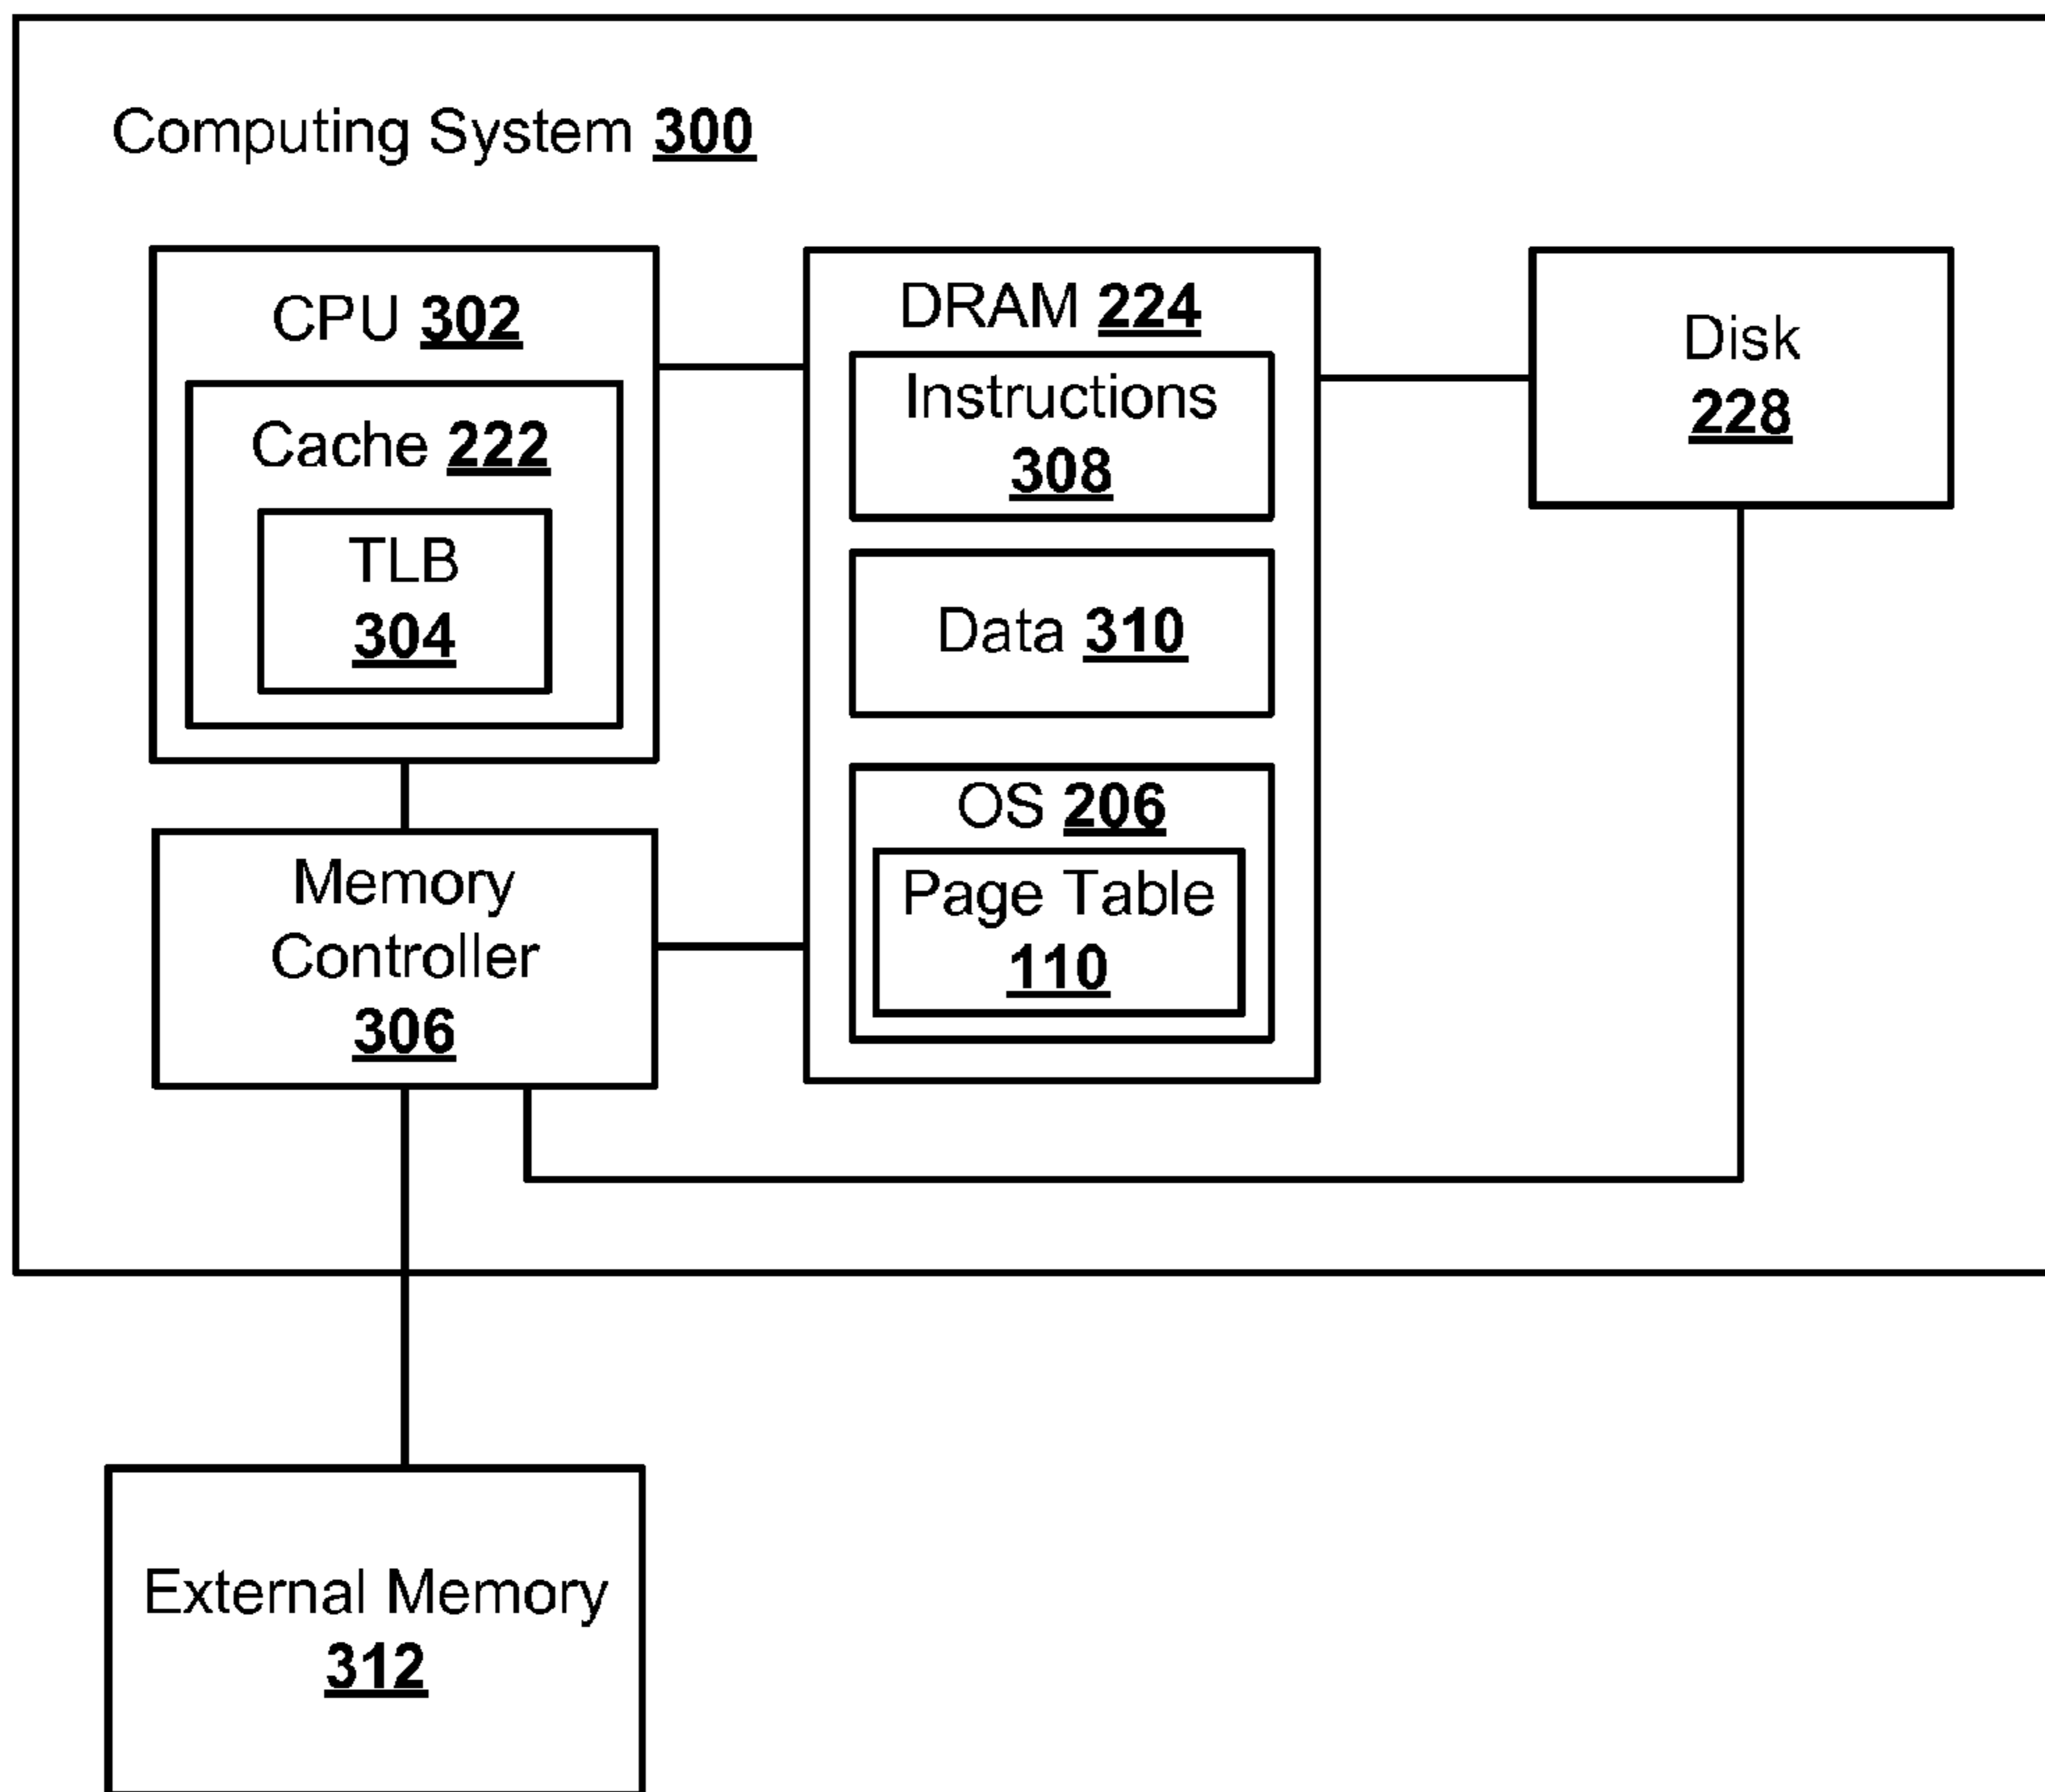 Computing System 300
CPU 302
Cache 222
TLB
304
DRAM 224
Instructions
308
Data 310
OS 206
Page Table
110
Disk
228
Memory
Controller
306
External Memory
312